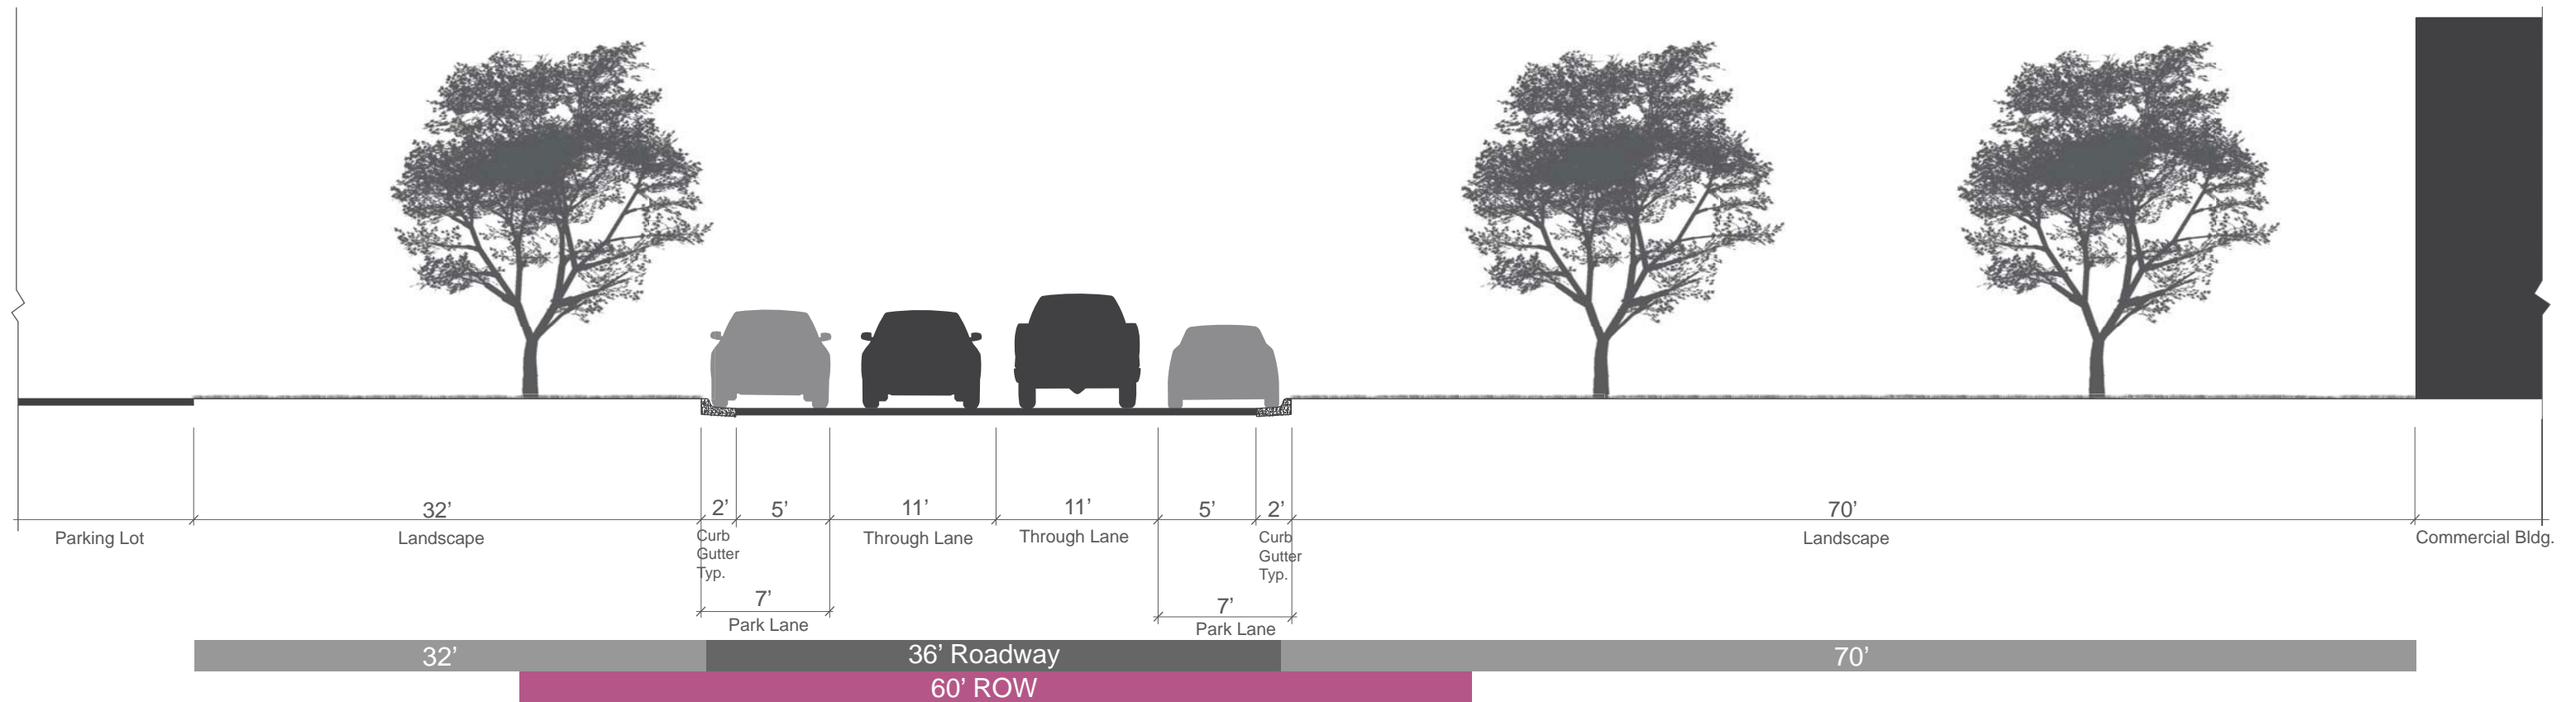 32’
2’
5’
11’
11’
5’
2’
70’
Parking Lot
Landscape
Curb
Gutter
Typ.
Through Lane
Through Lane
Curb
Gutter
Typ.
Landscape
Commercial Bldg.
7’
Park Lane
7’
Park Lane
32’
36’ Roadway
70’
60’ ROW